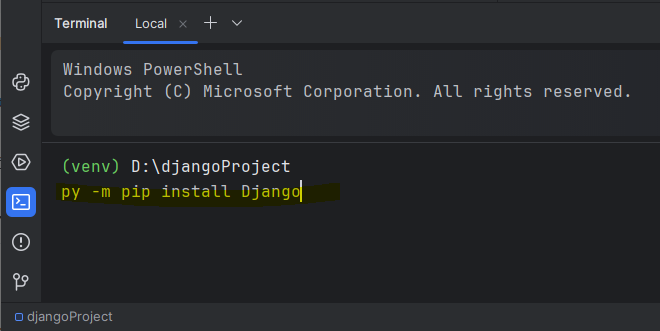 Terminal Local
Windows PowerShell
Copyright (C) Microsoft Corporation. All rights reserved.
(venv) D:\djangoProject
py -m pip install Django
djangoProject